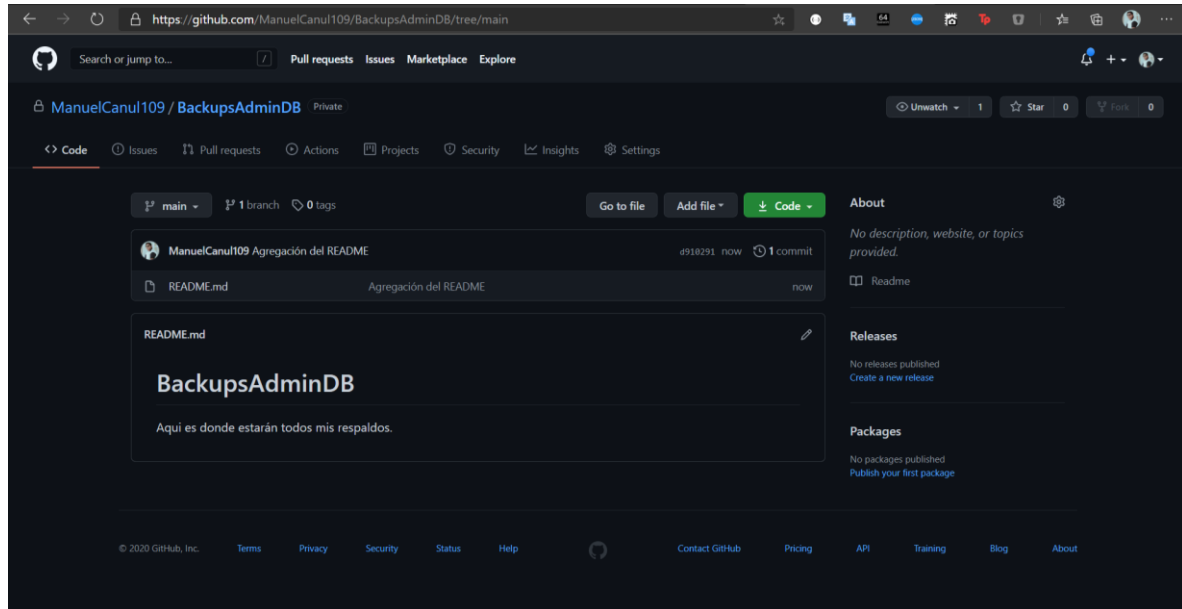 https://github.com/ManuelCanul109/BackupsAdminDB/tree/main
64
Search or jump to... / Pull requests Issues Marketplace Explore
ManuelCanul109 / BackupsAdminDB Private Unwatch 1 Star 0 Fork 0
Code Issues Pull requests Actions Projects Security Insights Settings
main 1 branch 0 tags Go to file Add file Code
ManuelCanul109 Agregación del README d910291 now 1 commit
README.md Agregación del README now
README.md
BackupsAdminDB
Aqui es donde estarán todos mis respaldos.
About
No description, website, or topics
provided.
Readme
Releases
No releases published
Create a new release
Packages
No packages published
Publish your first package
© 2020 GitHub, Inc. Terms Privacy Security Status Help Contact GitHub Pricing API Training Blog About